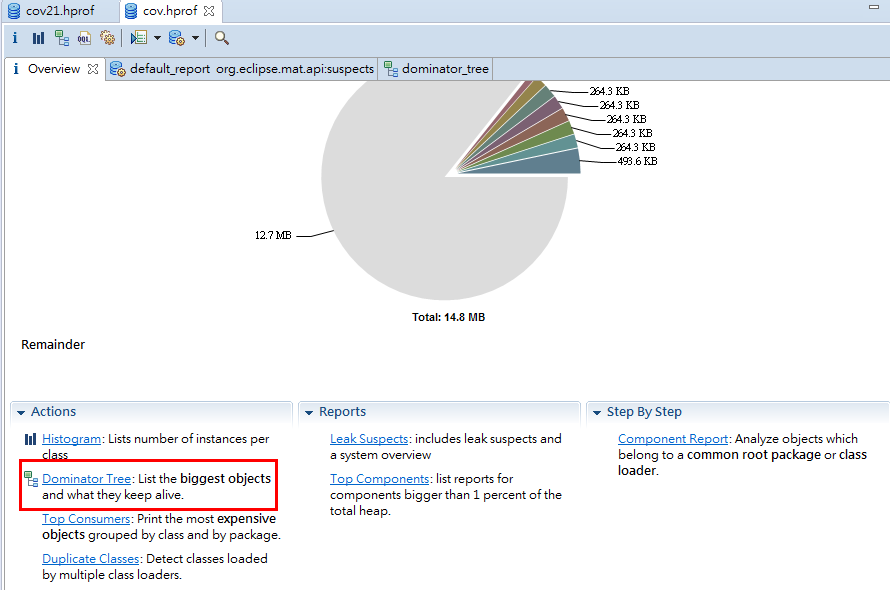 cov21.hprof
cov.hprof
i
OQL
i Overview
default_report org.eclipse.mat.api:suspects
dominator_tree
264.3 KB
264.3 KB
264.3 KB
264.3 KB
264.3 KB
493.6 KB
12.7 MB
Total: 14.8 MB
Remainder
Actions
Histogram: Lists number of instances per
class
Dominator Tree: List the biggest objects
and what they keep alive.
Top Consumers: Print the most expensive
objects grouped by class and by package.
Duplicate Classes: Detect classes loaded
by multiple class loaders.
Reports
Leak Suspects: includes leak suspects and
a system overview
Top Components: list reports for
components bigger than 1 percent of the
total heap.
Step By Step
Component Report: Analyze objects which
belong to a common root package or class
loader.